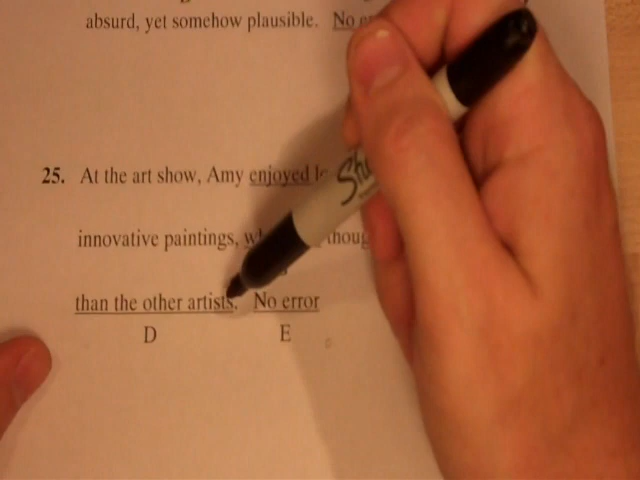 absurd, yet somehow plausible. No
25. At the art show, Amy enjoyed
innovative paintings,
than the other artists. No error
D E